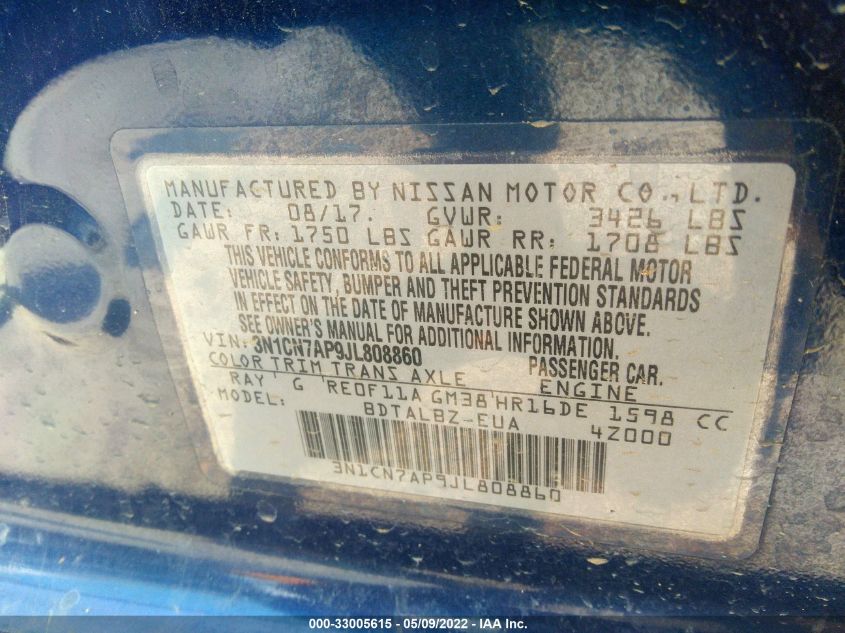 MANUFACTURED BY NISSAN MOTOR CO.,LTD.
DATE: 08/17. GVWR: 3426 LBS
GAWR FR: 1750 LBS GAWR RR: 1708 LBS
THIS VEHICLE CONFORMS TO ALL APPLICABLE FEDERAL MOTOR
VEHICLE SAFETY, BUMPER AND THEFT PREVENTION STANDARDS
IN EFFECT ON THE DATE OF MANUFACTURE SHOWN ABOVE.
SEE OWNER'S MANUAL FOR ADDITIONAL INFORMATION.
VIN: 3N1CN7AP9JL808860 PASSENGER CAR.
COLOR TRIM TRANS AXLE ENGINE
RAY G RE0F11A GM38 HR16DE 1598 CC
MODEL: BDTALBZ-EUA 4Z000
3N1CN7AP9JL808860
000-33005615 - 05/09/2022 - © IAA, Inc.